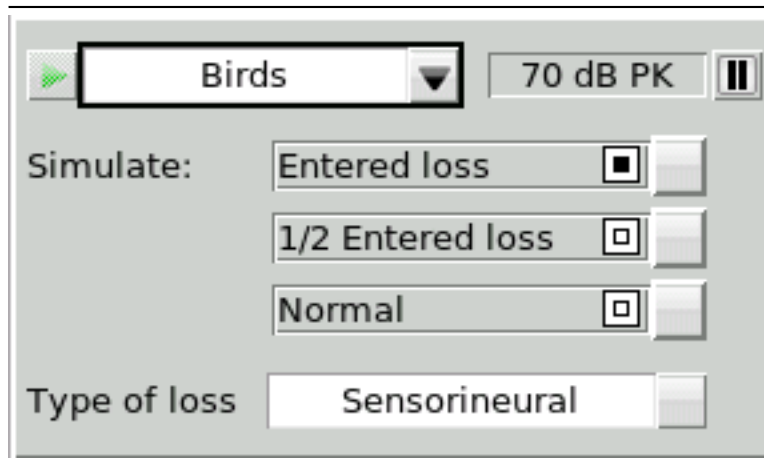 Birds 70 dB PK
Simulate: Entered loss
1/2 Entered loss
Normal
Type of loss Sensorineural